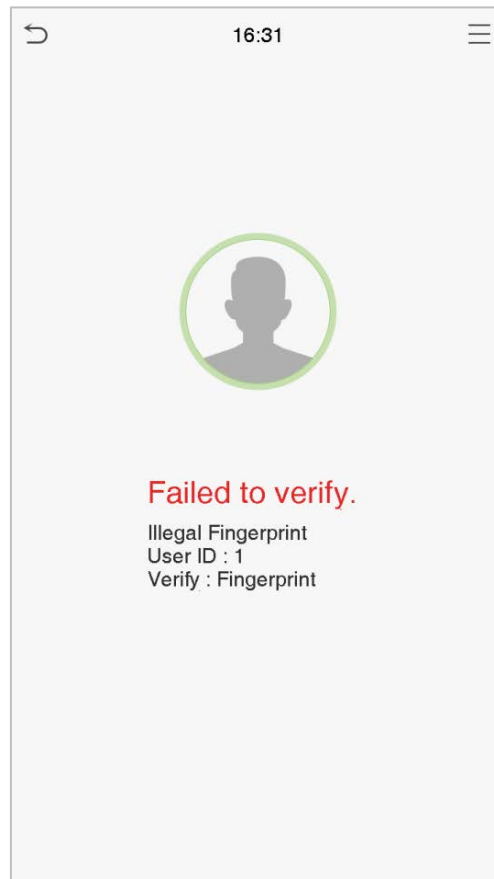 16:31
Failed to verify.
Illegal Fingerprint
User ID : 1
Verify : Fingerprint